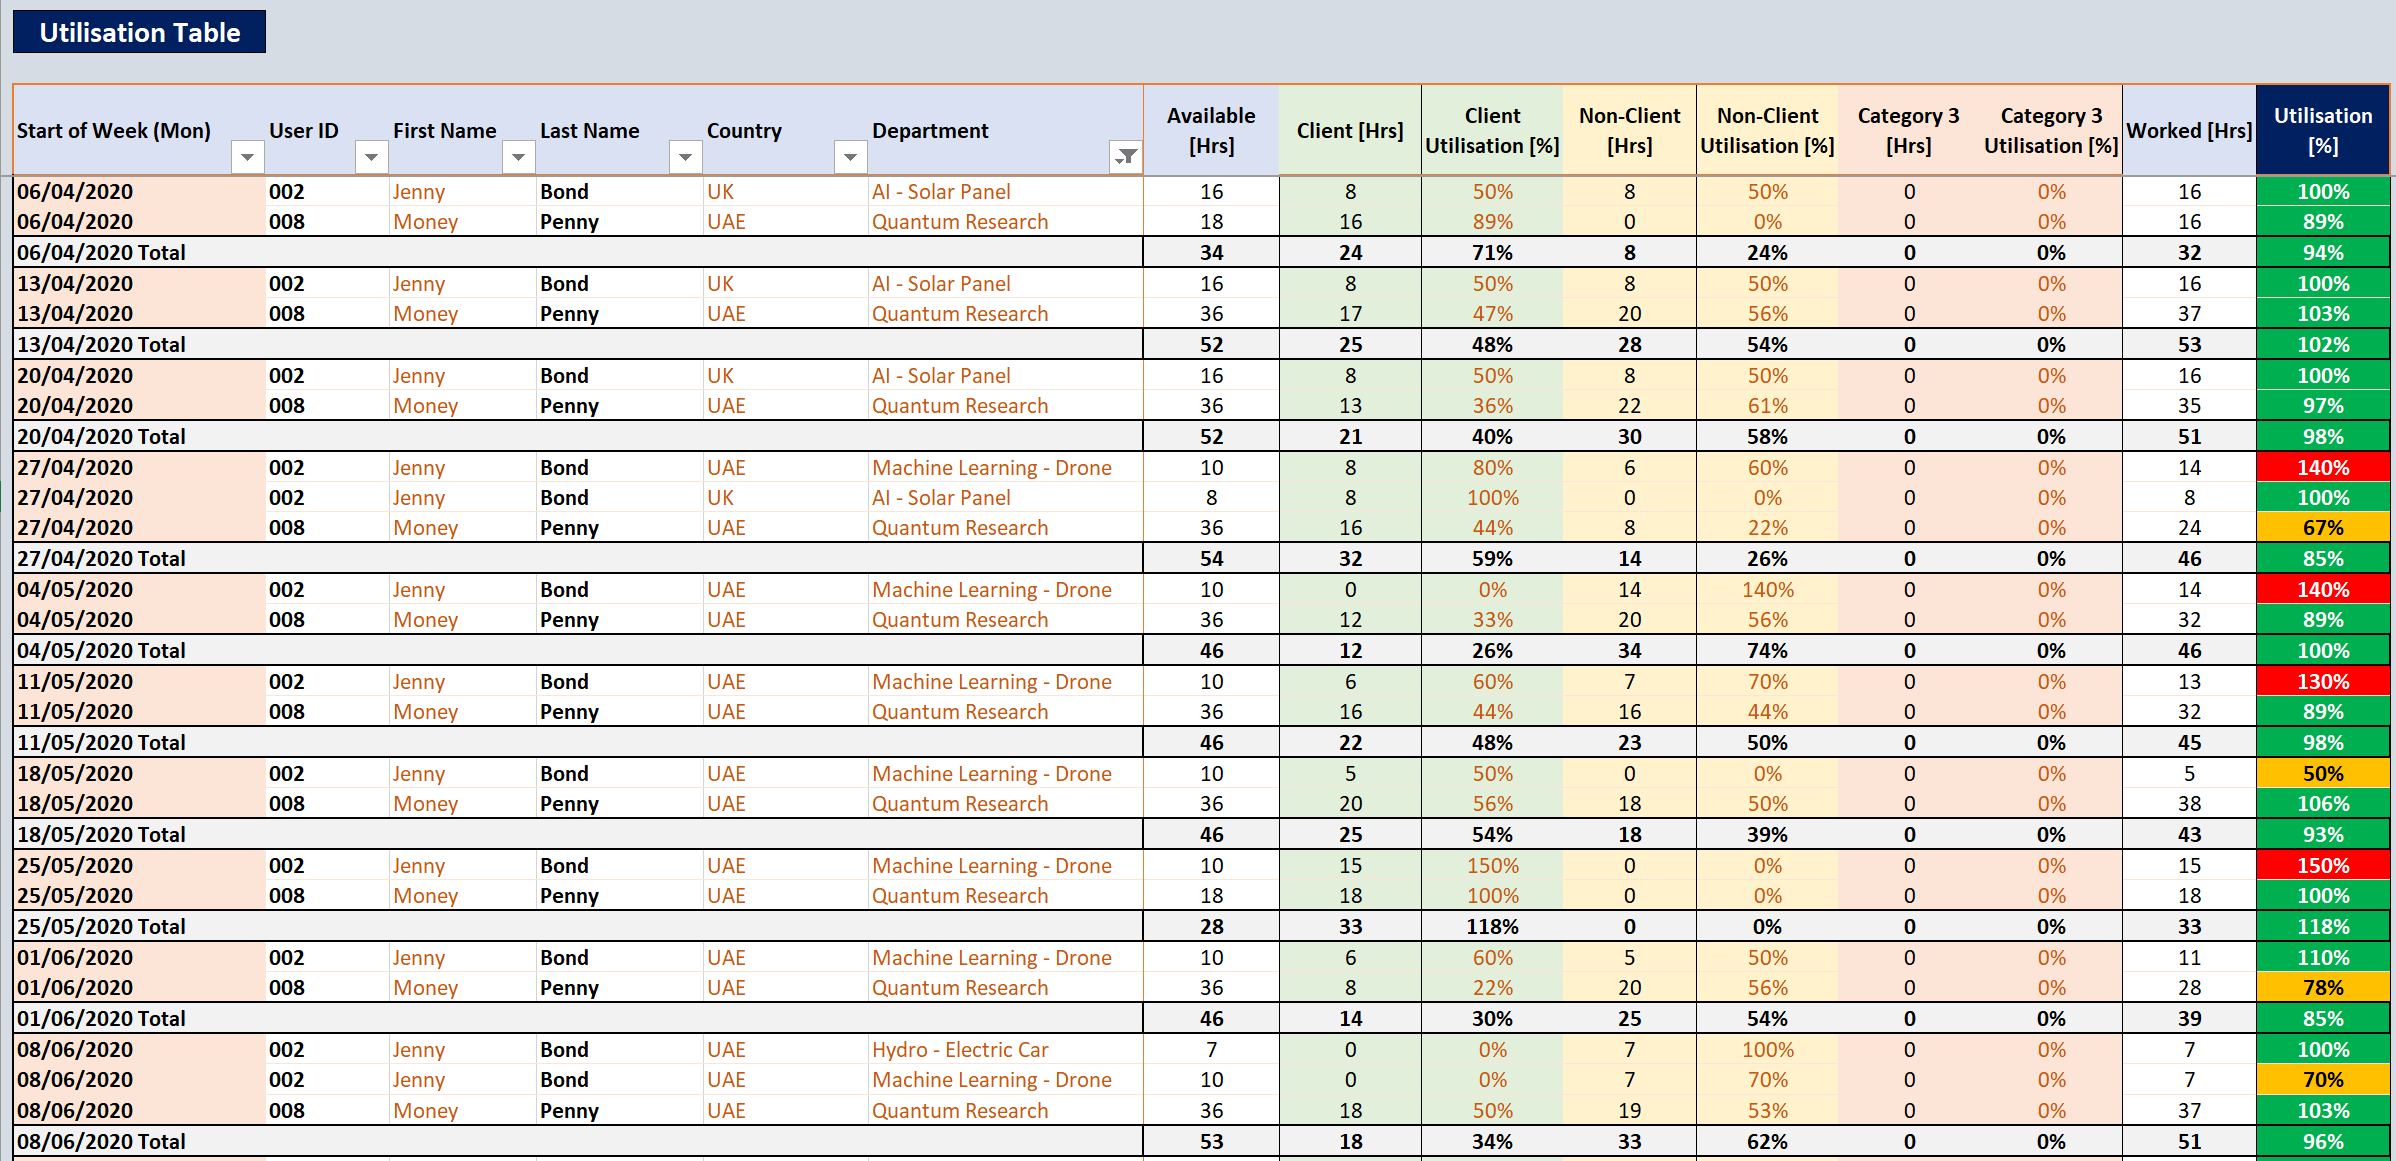 Utilisation Table
Start of Week (Mon) User ID First Name Last Name Country Department Available [Hrs] Client [Hrs] Client Utilisation [%] Non-Client [Hrs] Non-Client Utilisation [%] Category 3 [Hrs] Category 3 Utilisation [%] Worked [Hrs] Utilisation [%]
06/04/2020 002 Jenny Bond UK AI - Solar Panel 16 8 50% 8 50% 0 0% 16 100%
06/04/2020 008 Money Penny UAE Quantum Research 18 16 89% 0 0% 0 0% 16 89%
06/04/2020 Total 34 24 71% 8 24% 0 0% 32 94%
13/04/2020 002 Jenny Bond UK AI - Solar Panel 16 8 50% 8 50% 0 0% 16 100%
13/04/2020 008 Money Penny UAE Quantum Research 36 17 47% 20 56% 0 0% 37 103%
13/04/2020 Total 52 25 48% 28 54% 0 0% 53 102%
20/04/2020 002 Jenny Bond UK AI - Solar Panel 16 8 50% 8 50% 0 0% 16 100%
20/04/2020 008 Money Penny UAE Quantum Research 36 13 36% 22 61% 0 0% 35 97%
20/04/2020 Total 52 21 40% 30 58% 0 0% 51 98%
27/04/2020 002 Jenny Bond UAE Machine Learning - Drone 10 8 80% 6 60% 0 0% 14 140%
27/04/2020 002 Jenny Bond UK AI - Solar Panel 8 8 100% 0 0% 0 0% 8 100%
27/04/2020 008 Money Penny UAE Quantum Research 36 16 44% 8 22% 0 0% 24 67%
27/04/2020 Total 54 32 59% 14 26% 0 0% 46 85%
04/05/2020 002 Jenny Bond UAE Machine Learning - Drone 10 0 0% 14 140% 0 0% 14 140%
04/05/2020 008 Money Penny UAE Quantum Research 36 12 33% 20 56% 0 0% 32 89%
04/05/2020 Total 46 12 26% 34 74% 0 0% 46 100%
11/05/2020 002 Jenny Bond UAE Machine Learning - Drone 10 6 60% 7 70% 0 0% 13 130%
11/05/2020 008 Money Penny UAE Quantum Research 36 16 44% 16 44% 0 0% 32 89%
11/05/2020 Total 46 22 48% 23 50% 0 0% 45 98%
18/05/2020 002 Jenny Bond UAE Machine Learning - Drone 10 5 50% 0 0% 0 0% 5 50%
18/05/2020 008 Money Penny UAE Quantum Research 36 20 56% 18 50% 0 0% 38 106%
18/05/2020 Total 46 25 54% 18 39% 0 0% 43 93%
25/05/2020 002 Jenny Bond UAE Machine Learning - Drone 10 15 150% 0 0% 0 0% 15 150%
25/05/2020 008 Money Penny UAE Quantum Research 18 18 100% 0 0% 0 0% 18 100%
25/05/2020 Total 28 33 118% 0 0% 0 0% 33 118%
01/06/2020 002 Jenny Bond UAE Machine Learning - Drone 10 6 60% 5 50% 0 0% 11 110%
01/06/2020 008 Money Penny UAE Quantum Research 36 8 22% 20 56% 0 0% 28 78%
01/06/2020 Total 46 14 30% 25 54% 0 0% 39 85%
08/06/2020 002 Jenny Bond UAE Hydro - Electric Car 7 0 0% 7 100% 0 0% 7 100%
08/06/2020 002 Jenny Bond UAE Machine Learning - Drone 10 0 0% 7 70% 0 0% 7 70%
08/06/2020 008 Money Penny UAE Quantum Research 36 18 50% 19 53% 0 0% 37 103%
08/06/2020 Total 53 18 34% 33 62% 0 0% 51 96%